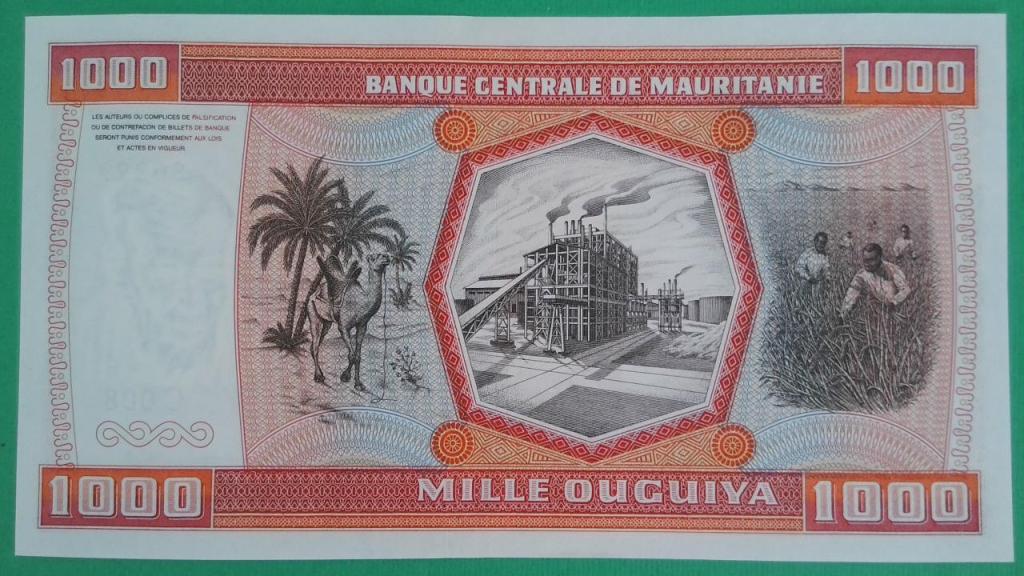 1000
BANQUE CENTRALE DE MAURITANIE
1000
LES AUTEURS OU COMPLICES DE FALSIFICATION
OU DE CONTREFACON DE BILLETS DE BANQUE
SERONT PUNIS CONFORMEMENT AUX LOIS
ET ACTES EN VIGUEUR
1000
MILLE OUGUIYA
1000